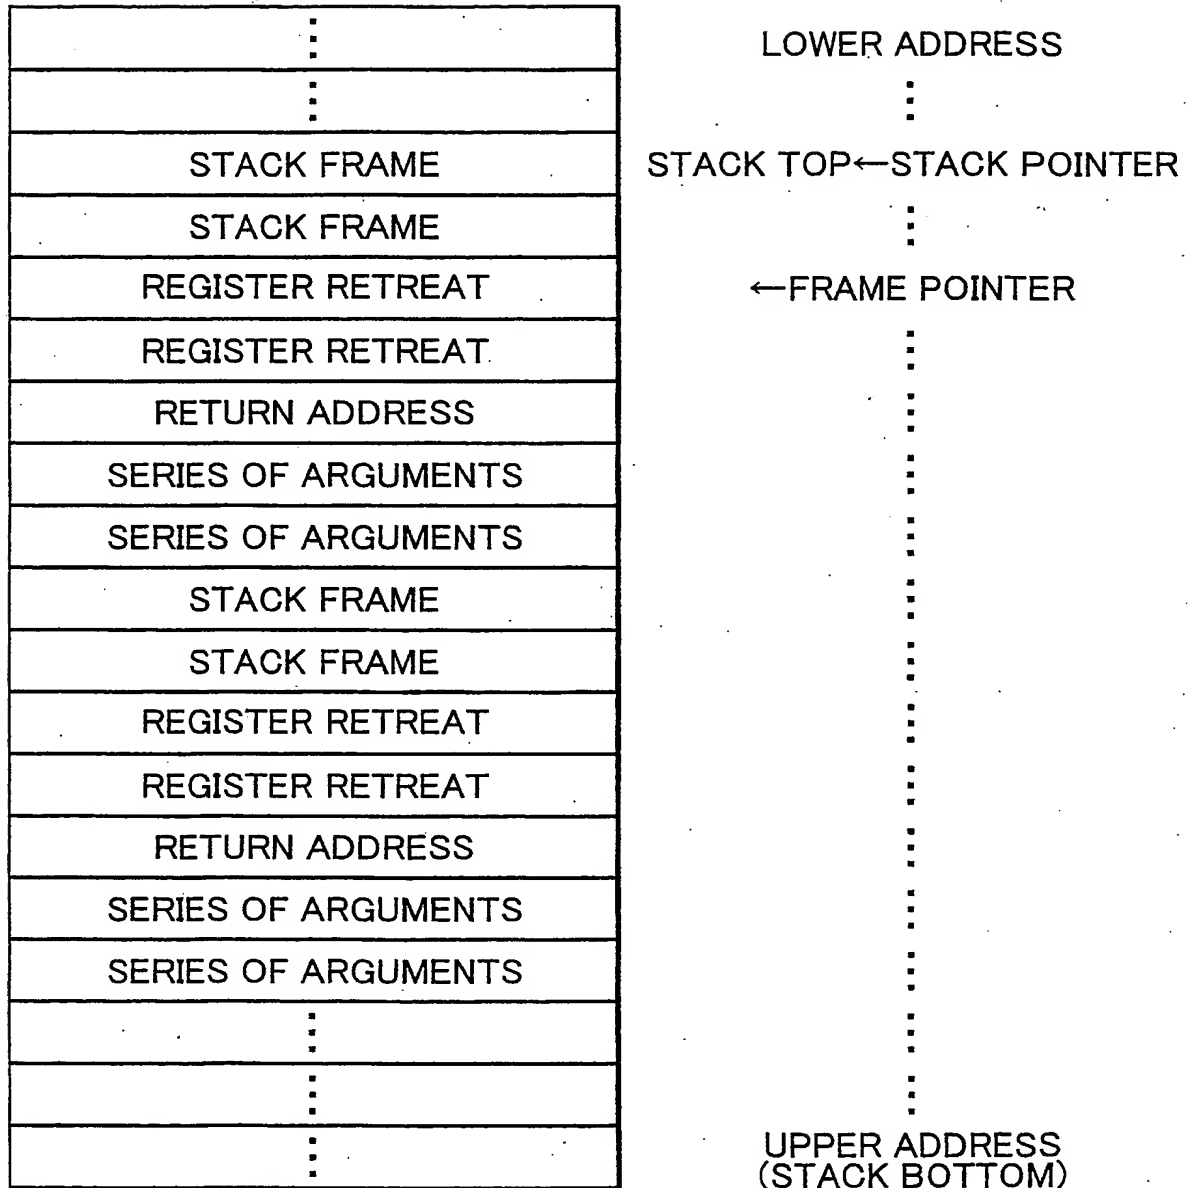 LOWER ADDRESS
STACK FRAME
STACK TOP←STACK POINTER
STACK FRAME
REGISTER RETREAT
←FRAME POINTER
REGISTER RETREAT
RETURN ADDRESS
SERIES OF ARGUMENTS
SERIES OF ARGUMENTS
STACK FRAME
STACK FRAME
REGISTER RETREAT
REGISTER RETREAT
RETURN ADDRESS
SERIES OF ARGUMENTS
SERIES OF ARGUMENTS
UPPER ADDRESS
(STACK BOTTOM)